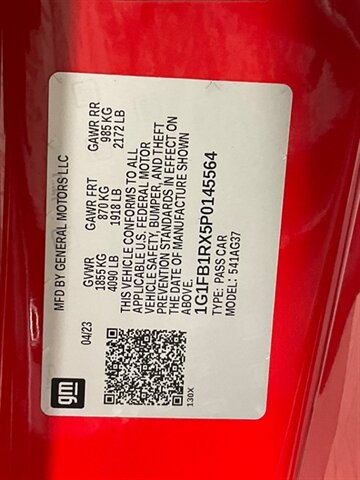 MFD BY GENERAL MOTORS LLC
04/23
GVWR GAWR FRT GAWR RR
1855 KG 870 KG 985 KG
4090 LB 1918 LB 2172 LB
THIS VEHICLE CONFORMS TO ALL
APPLICABLE U.S. FEDERAL MOTOR
VEHICLE SAFETY, BUMPER, AND THEFT
PREVENTION STANDARDS IN EFFECT ON
THE DATE OF MANUFACTURE SHOWN
ABOVE.
1G1FB1RX5P0145564
TYPE: PASS CAR
MODEL: 541AG37
gm
130X